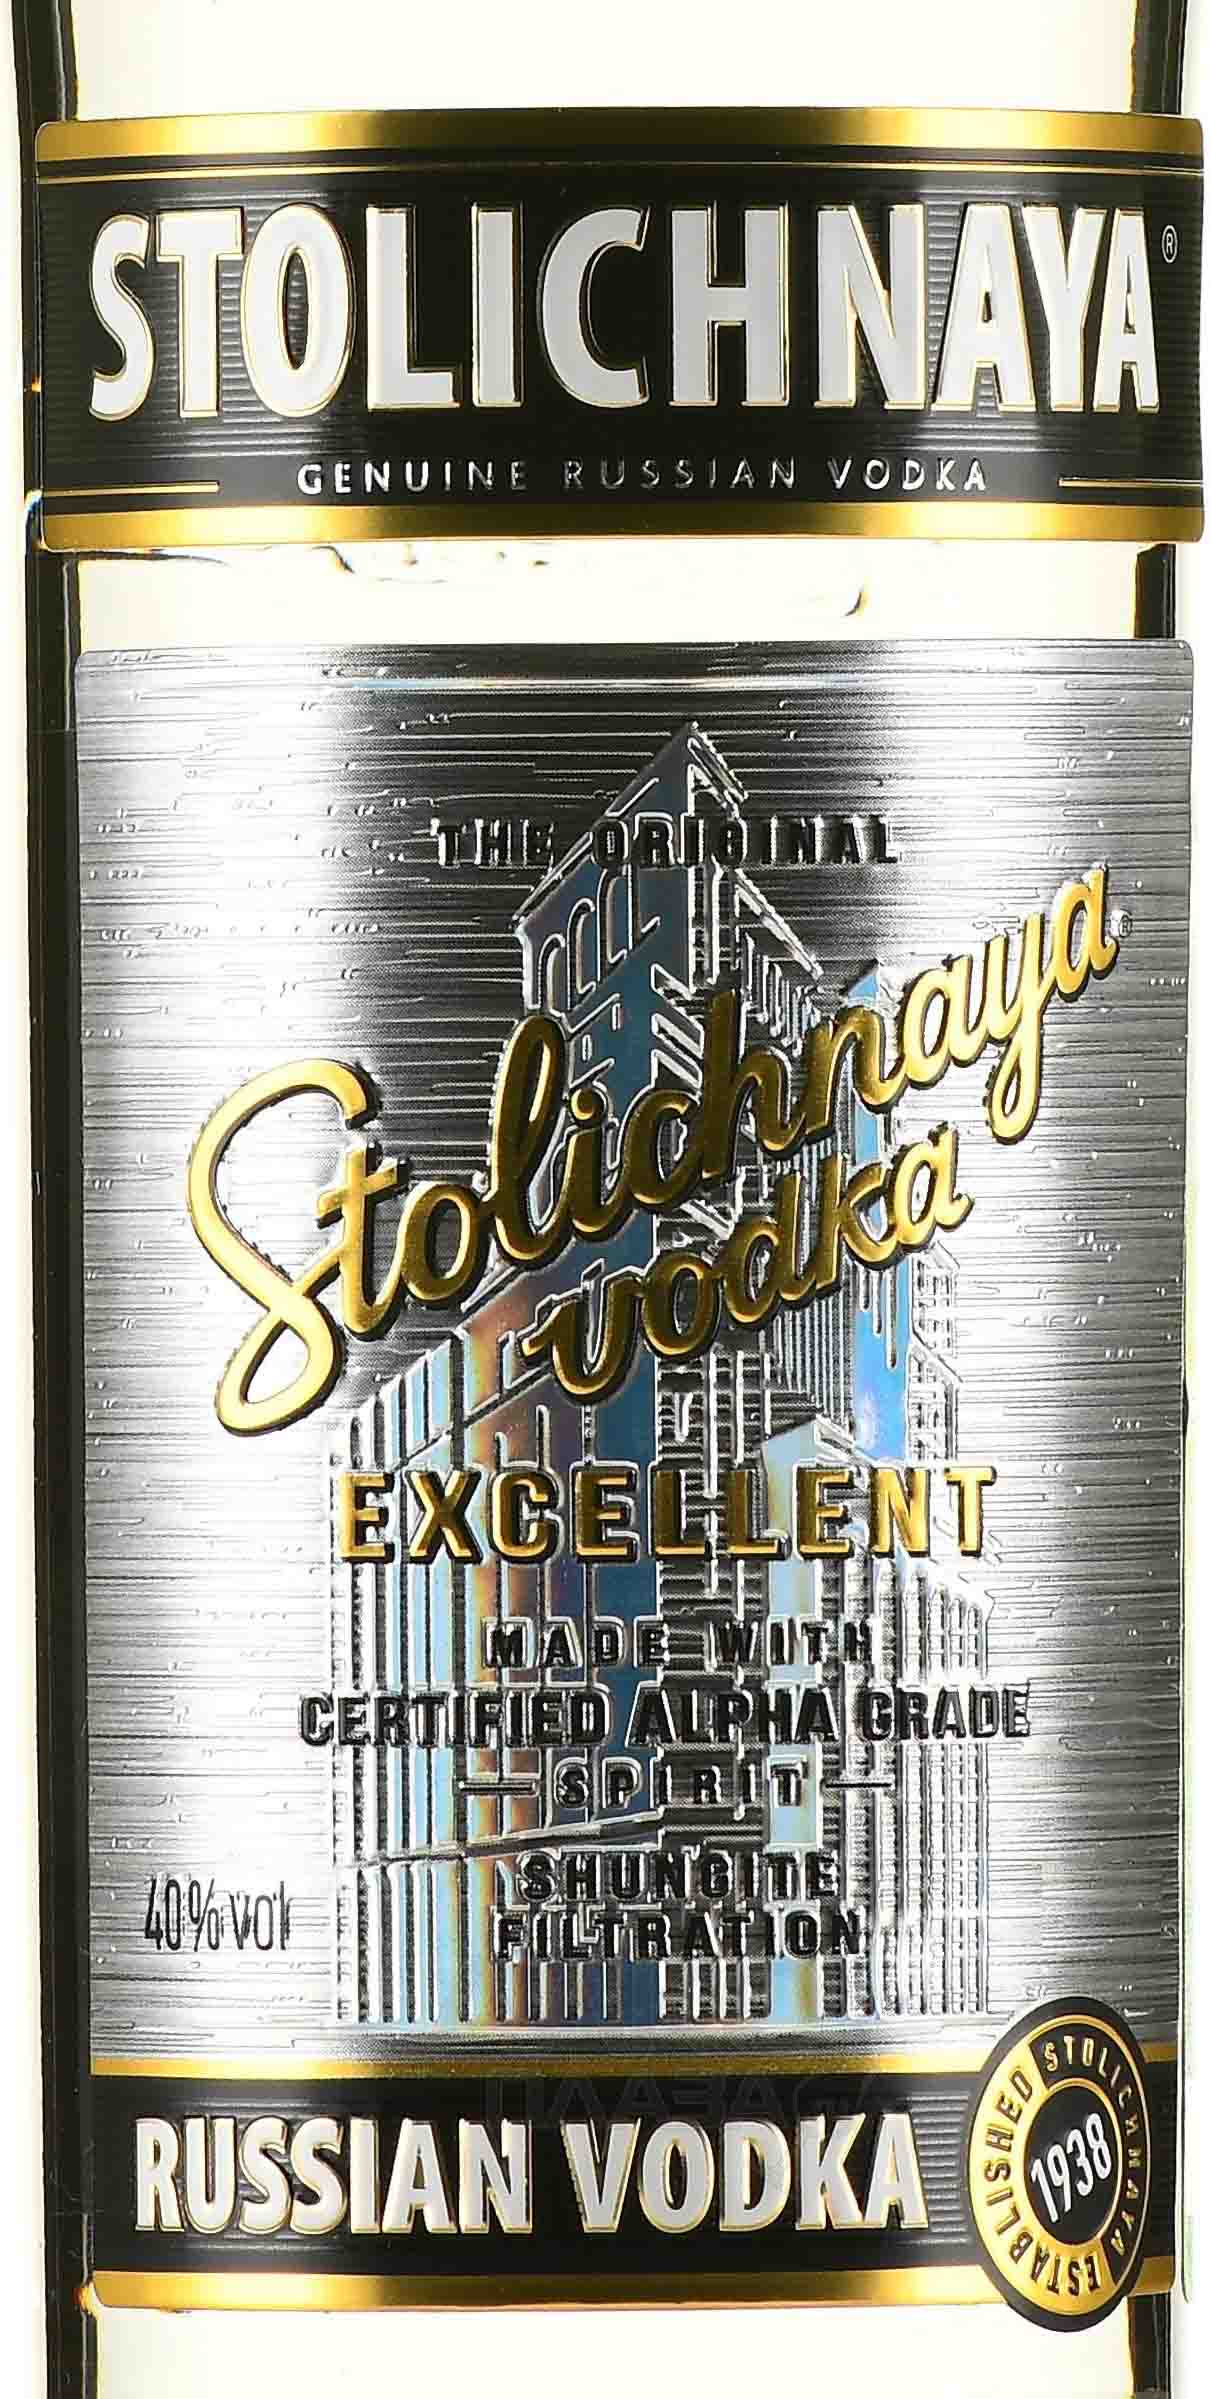 STOLICHNAYA®
GENUINE RUSSIAN VODKA
THE ORIGINAL
Stolichnaya®
vodka
EXCELLENT
MADE WITH
CERTIFIED ALPHA GRADE
SPIRIT
SHUNGITE
FILTRATION
40% vol
RUSSIAN VODKA
STOLICHNAYA ESTABLISHED
1938